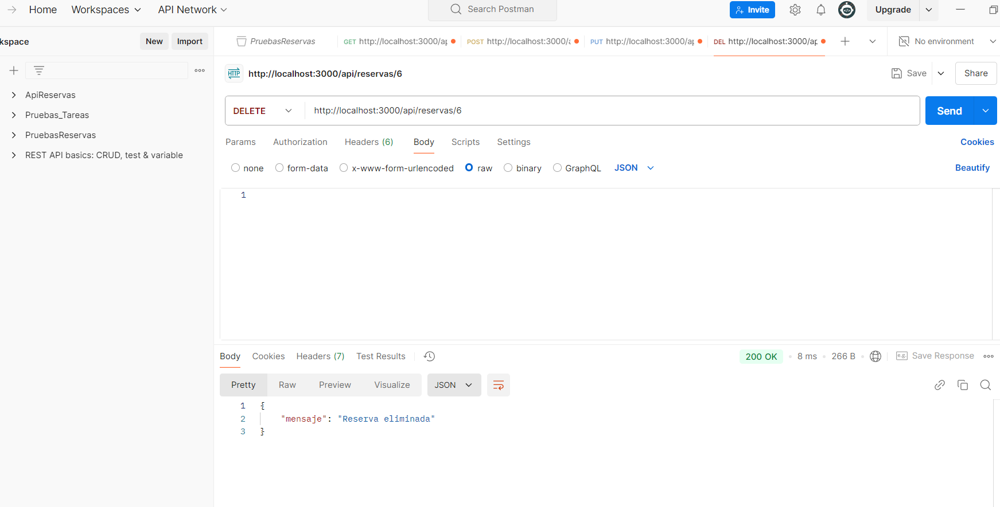 Home Workspaces API Network Search Postman Invite Upgrade
kspace New Import PruebasReservas GET http://localhost:3000/ap POST http://localhost:3000/a PUT http://localhost:3000/ap DEL http://localhost:3000/ap No environment
HTTP http://localhost:3000/api/reservas/6 Save Share
ApiReservas
Pruebas_Tareas
PruebasReservas
REST API basics: CRUD, test & variable
DELETE http://localhost:3000/api/reservas/6 Send
Params Authorization Headers (6) Body Scripts Settings Cookies
none form-data x-www-form-urlencoded raw binary GraphQL JSON Beautify
1
Body Cookies Headers (7) Test Results 200 OK 8 ms 266 B e.g. Save Response
Pretty Raw Preview Visualize JSON
1 {
2 "mensaje": "Reserva eliminada"
3 }